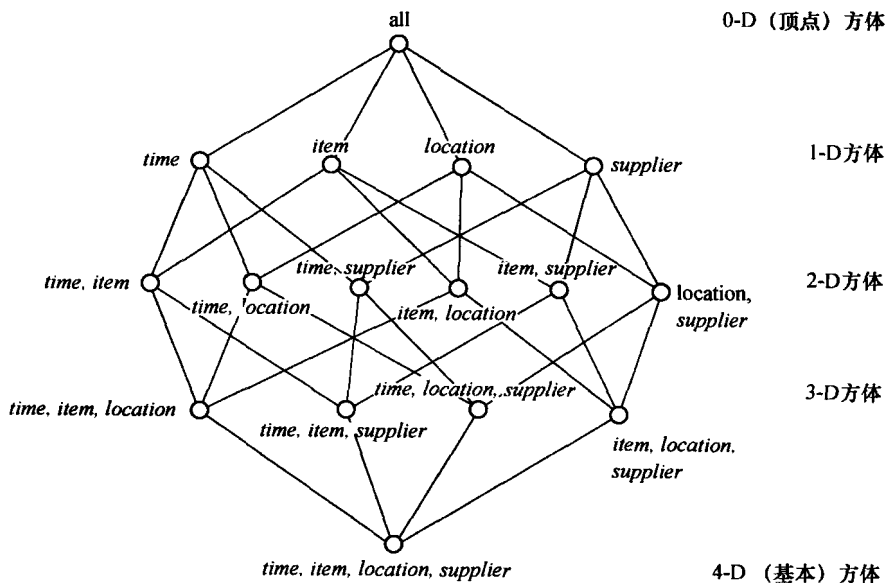 all
0-D（顶点）方体
time
item
location
supplier
1-D方体
time, item
time, location
time, supplier
item, location
item, supplier
location,
supplier
2-D方体
time, item, location
time, item, supplier
time, location, supplier
item, location,
supplier
3-D方体
time, item, location, supplier
4-D （基本）方体